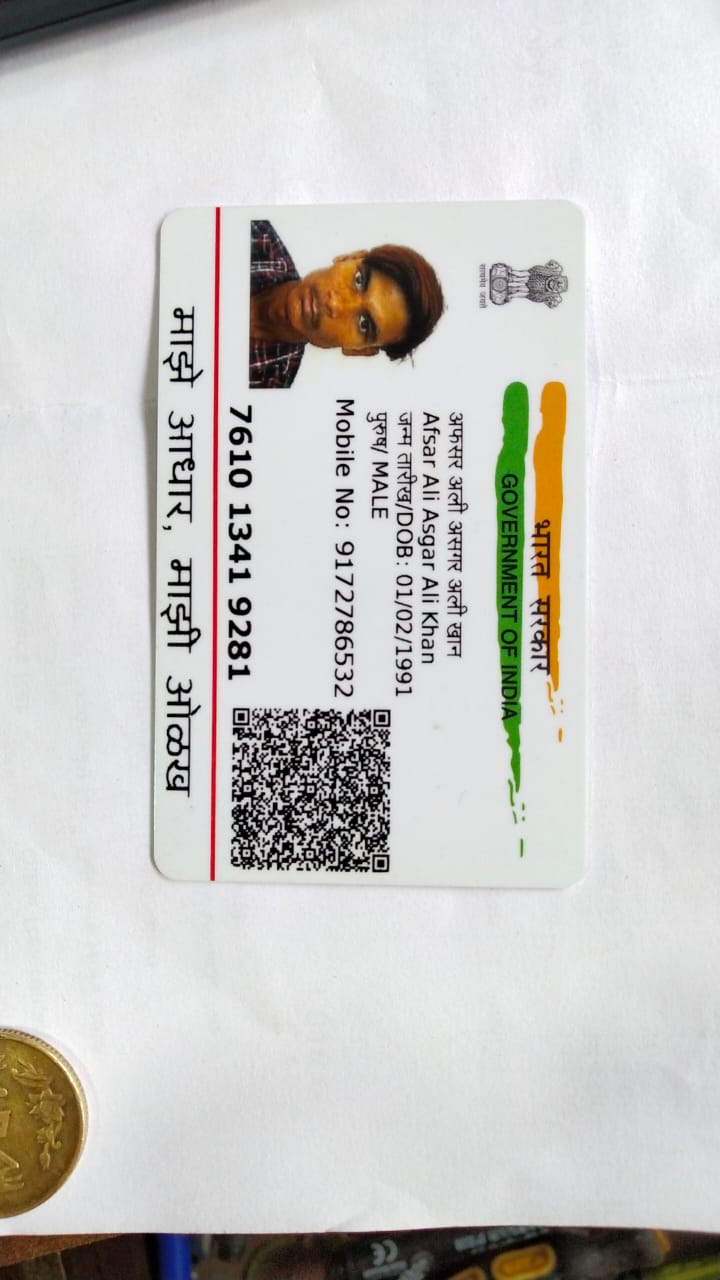 भारत सरकार
GOVERNMENT OF INDIA
सत्यमेव जयते
अफसर अली असगर अली खान
Afsar Ali Asgar Ali Khan
जन्म तारीख/DOB: 01/02/1991
पुरुष/ MALE
Mobile No: 9172786532
7610 1341 9281
माझे आधार, माझी ओळख